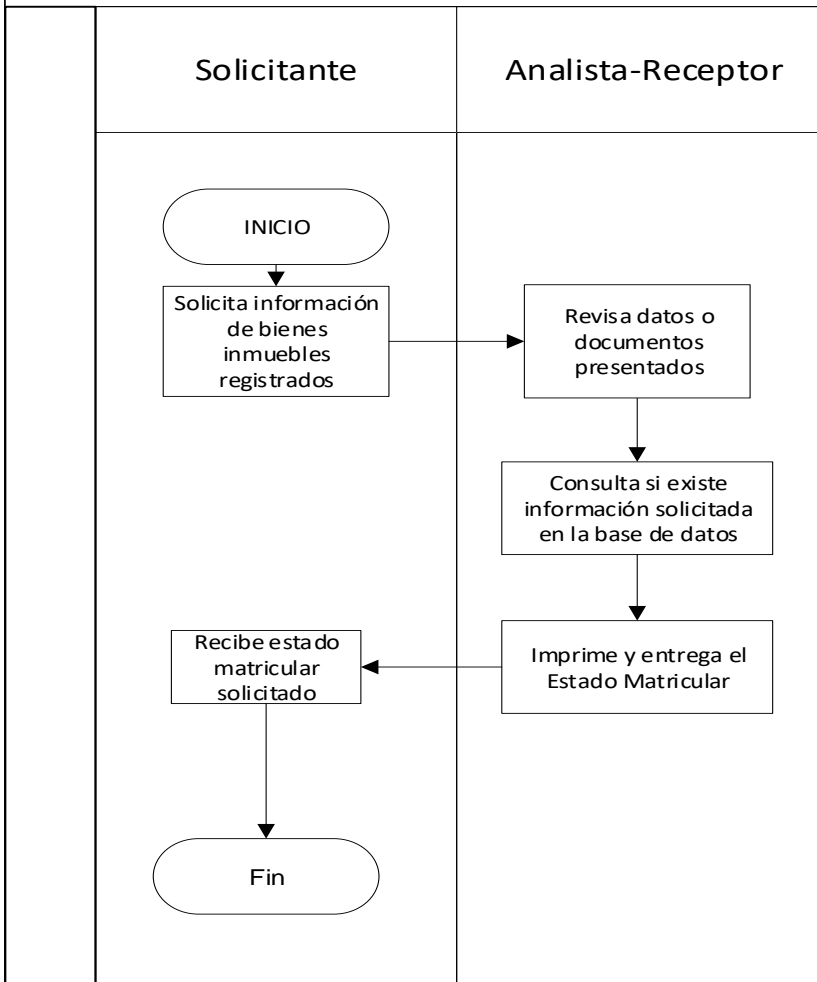 Solicitante
Analista-Receptor
INICIO
Solicita información
de bienes
inmuebles
registrados
Revisa datos o
documentos
presentados
Consulta si existe
información solicitada
en la base de datos
Imprime y entrega el
Estado Matricular
Recibe estado
matricular
solicitado
Fin